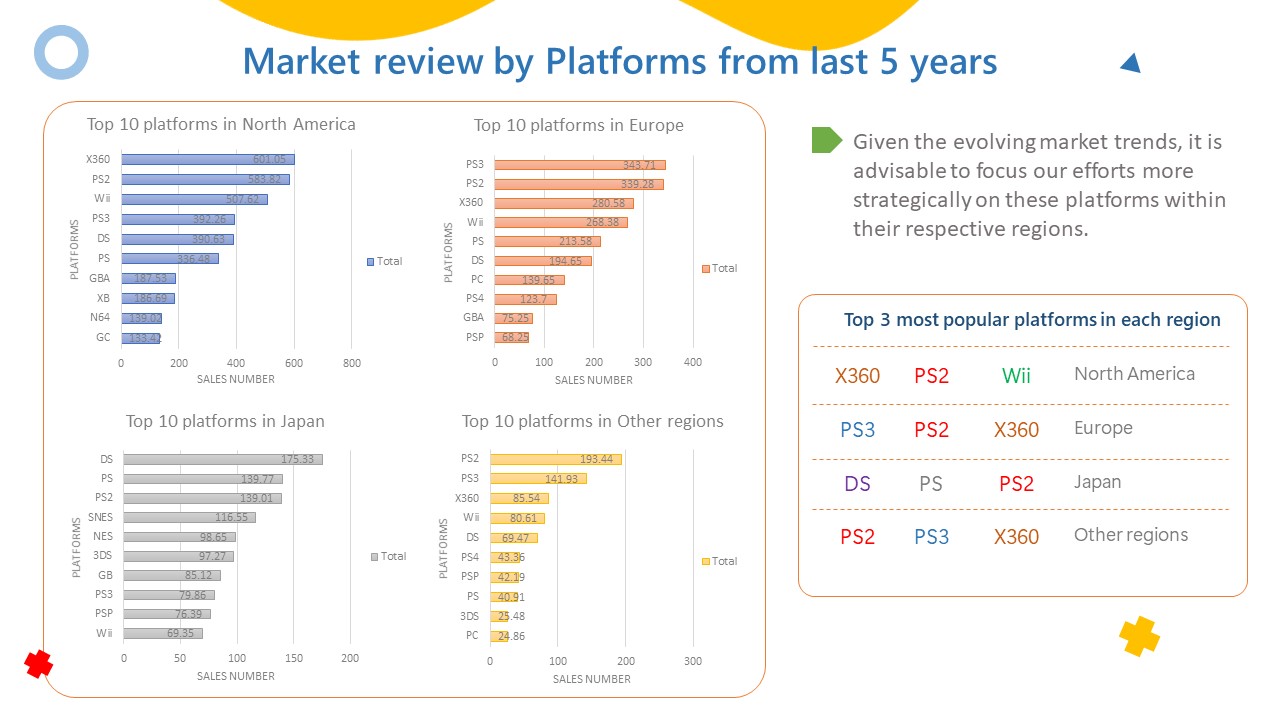 Market review by Platforms from last 5 years
Top 10 platforms in North America
PLATFORMS
X360 601.05
PS2 583.82
Wii 507.62
PS3 392.26
DS 390.63
PS 336.48
GBA 187.53
XB 186.69
N64 139.02
GC 133.42
0 200 400 600 800
SALES NUMBER
Total
Top 10 platforms in Europe
PLATFORMS
PS3 343.71
PS2 339.28
X360 280.58
Wii 268.38
PS 213.58
DS 194.65
PC 139.65
PS4 123.7
GBA 75.25
PSP 68.25
0 100 200 300 400
SALES NUMBER
Total
Top 10 platforms in Japan
PLATFORMS
DS 175.33
PS 139.77
PS2 139.01
SNES 116.55
NES 98.65
3DS 97.27
GB 85.12
PS3 79.86
PSP 76.39
Wii 69.35
0 50 100 150 200
SALES NUMBER
Total
Top 10 platforms in Other regions
PLATFORMS
PS2 193.44
PS3 141.93
X360 85.54
Wii 80.61
DS 69.47
PS4 43.36
PSP 42.19
PS 40.91
3DS 25.48
PC 24.86
0 100 200 300
SALES NUMBER
Total
Given the evolving market trends, it is
advisable to focus our efforts more
strategically on these platforms within
their respective regions.
Top 3 most popular platforms in each region
X360 PS2 Wii North America
PS3 PS2 X360 Europe
DS PS PS2 Japan
PS2 PS3 X360 Other regions